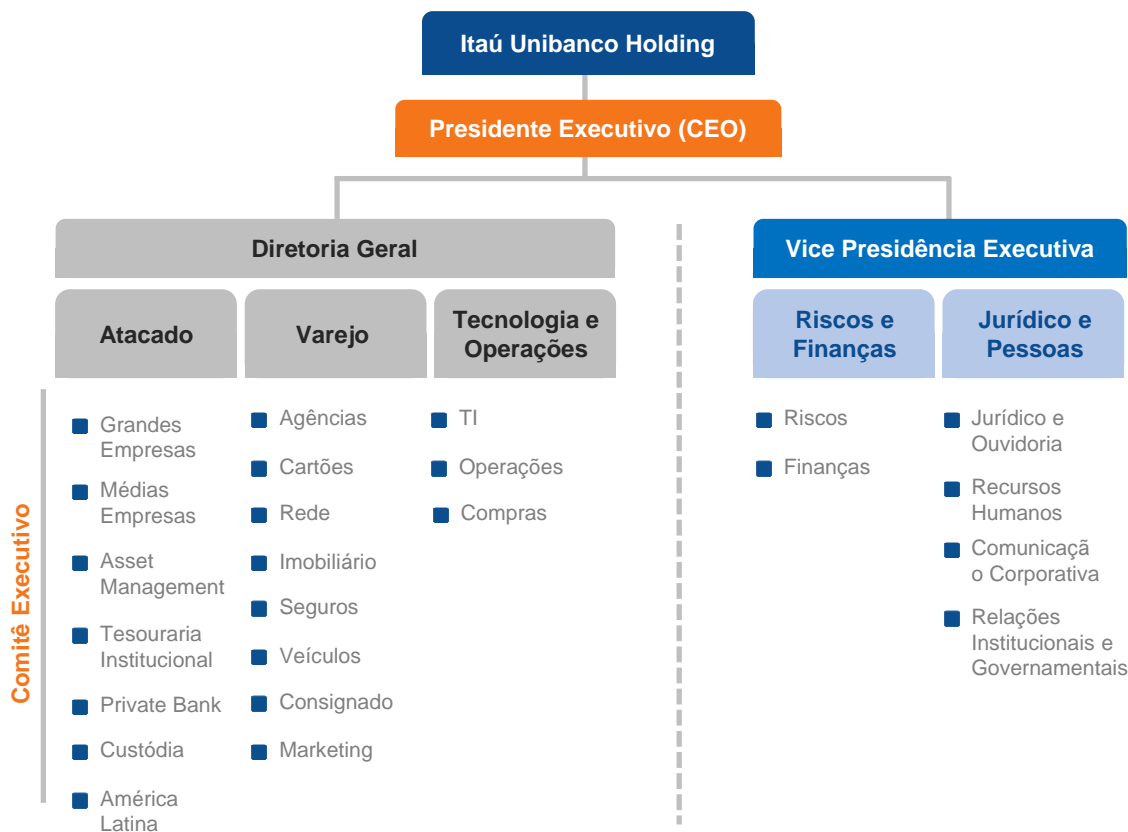 Itaú Unibanco Holding
Presidente Executivo (CEO)
Diretoria Geral
Vice Presidência Executiva
Atacado
Varejo
Tecnologia e
Operações
Riscos e
Finanças
Jurídico e
Pessoas
Comitê Executivo
Grandes
Empresas
Médias
Empresas
Asset
Management
Tesouraria
Institucional
Private Bank
Custódia
América
Latina
Agências
Cartões
Rede
Imobiliário
Seguros
Veículos
Consignado
Marketing
TI
Operações
Compras
Riscos
Finanças
Jurídico e
Ouvidoria
Recursos
Humanos
Comunicaçã
o Corporativa
Relações
Institucionais e
Governamentais